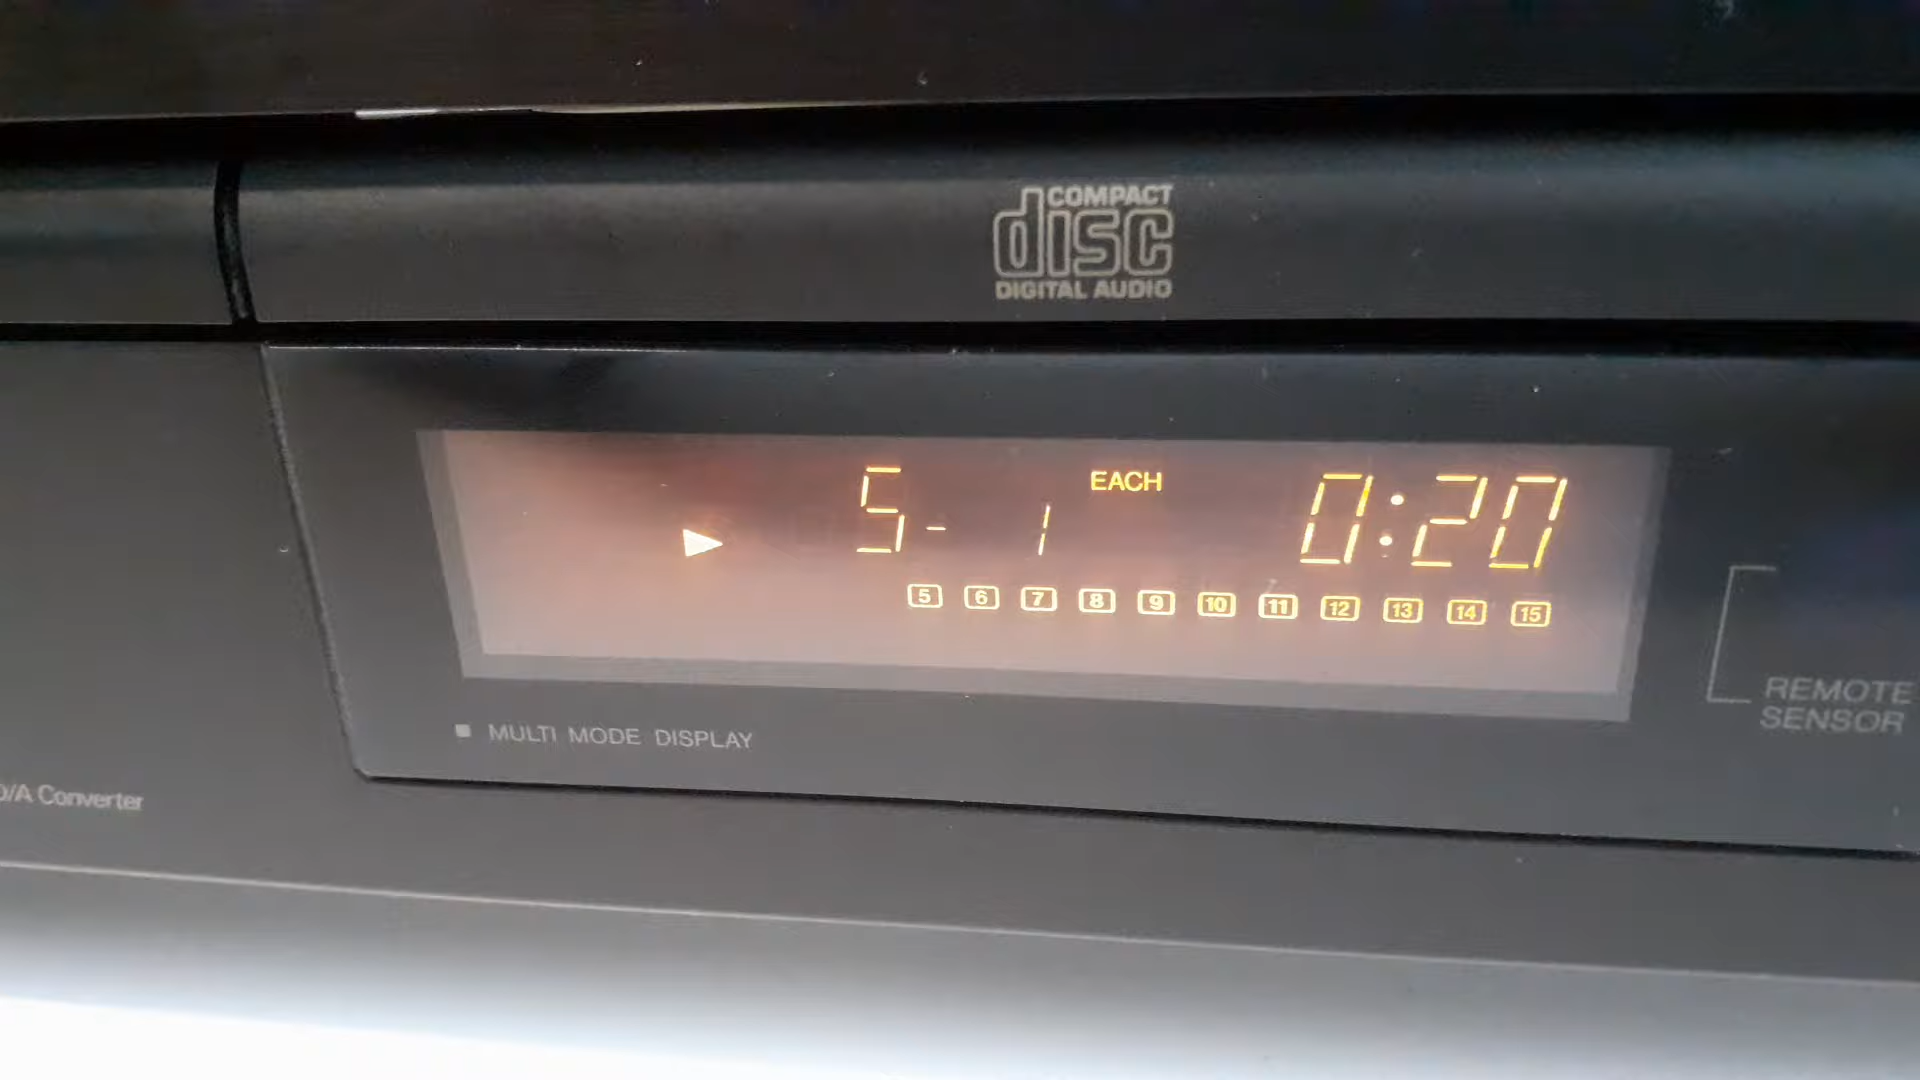 COMPACT
disc
DIGITAL AUDIO
EACH
5- 1 0:20
5 6 7 8 9 10 11 12 13 14 15
MULTI MODE DISPLAY
REMOTE
SENSOR
D/A Converter